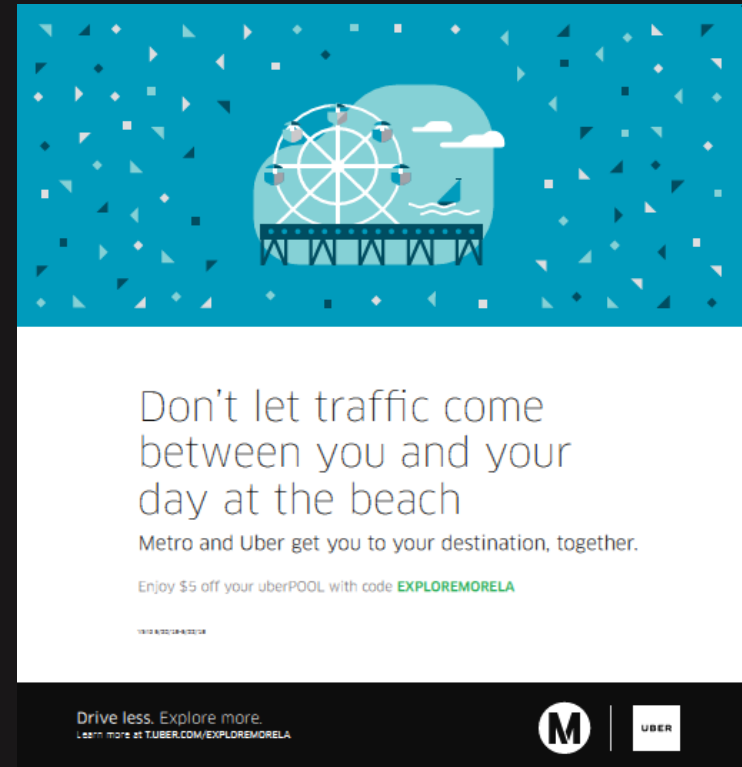 Don't let traffic come
between you and your
day at the beach
Metro and Uber get you to your destination, together.
Enjoy $5 off your uberPOOL with code EXPLOREMORELA
Drive less. Explore more.
Learn more at T.UBER.COM/EXPLOREMORELA
M
UBER